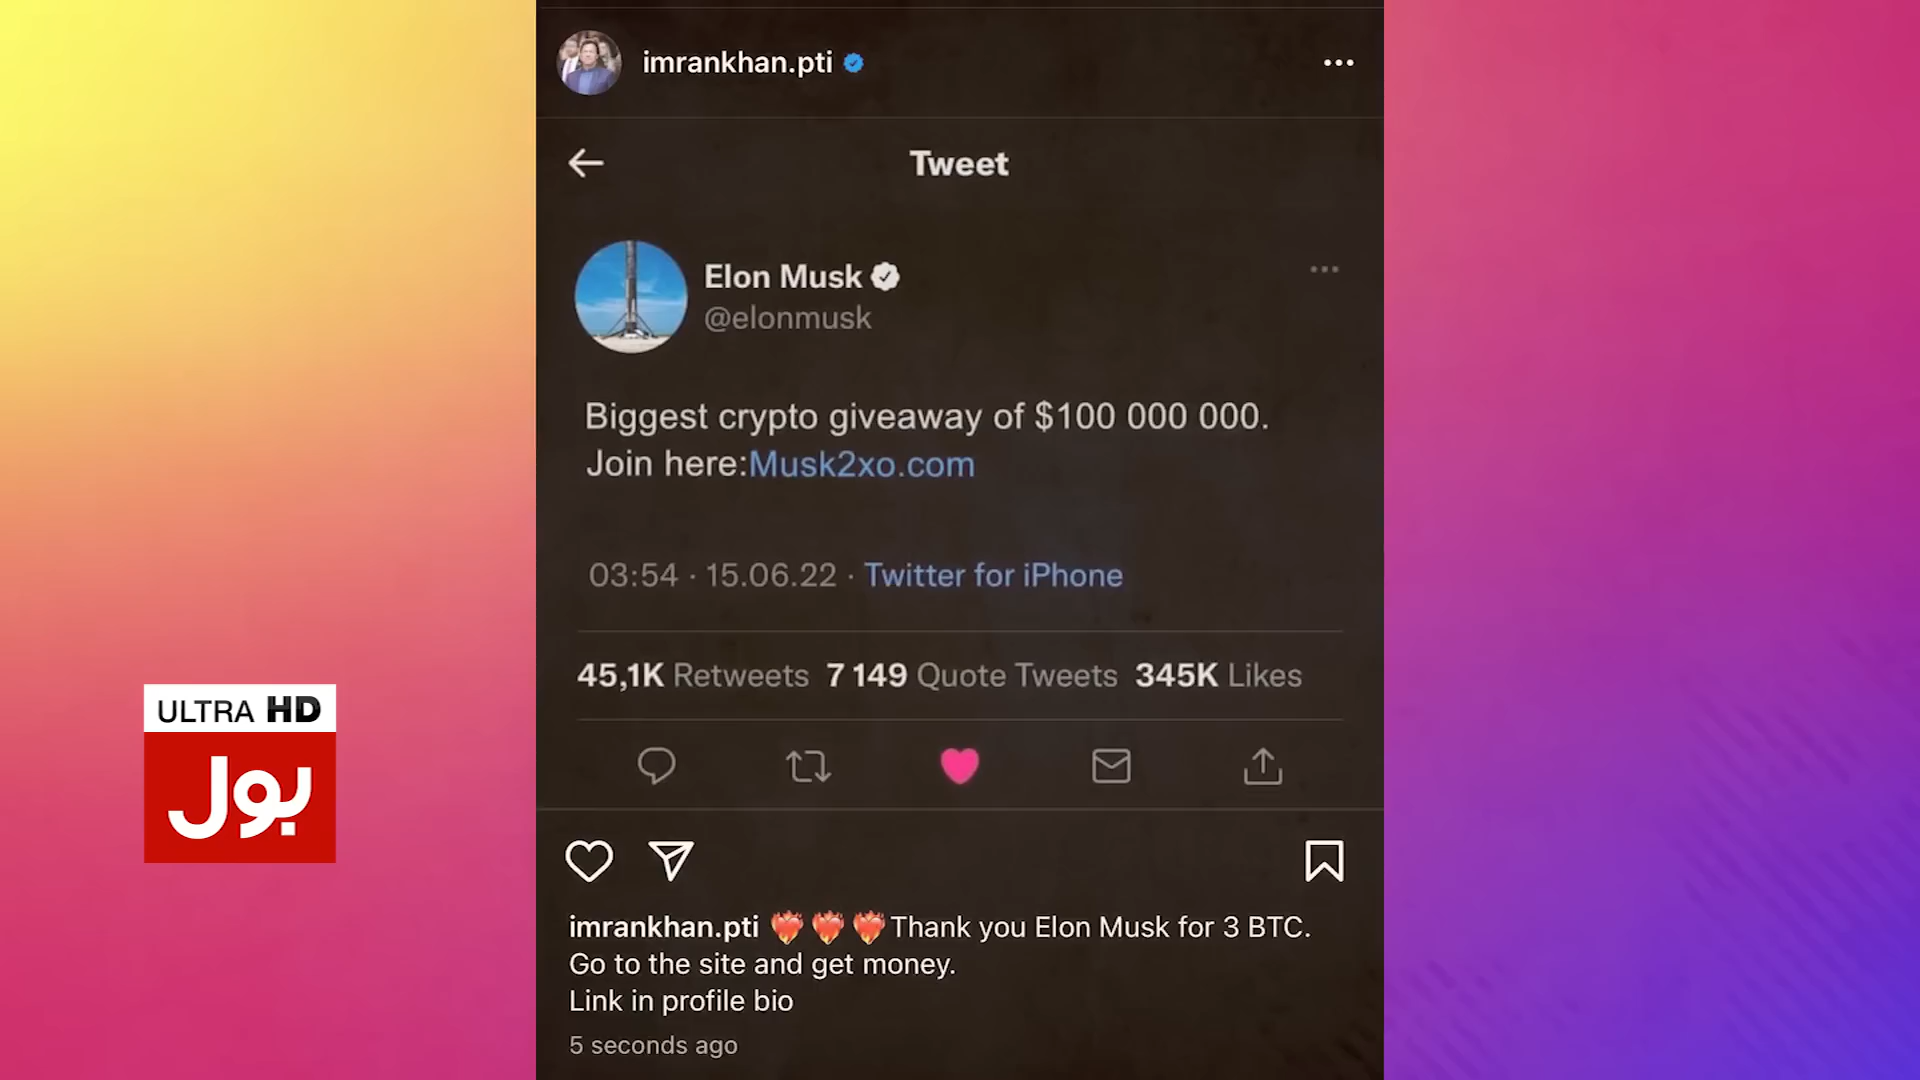 imrankhan.pti
Tweet
Elon Musk
@elonmusk
Biggest crypto giveaway of $100 000 000.
Join here:Musk2xo.com
03:54 · 15.06.22 · Twitter for iPhone
45,1K Retweets 7 149 Quote Tweets 345K Likes
ULTRA HD
بول
imrankhan.pti ❤️‍🔥❤️‍🔥❤️‍🔥Thank you Elon Musk for 3 BTC.
Go to the site and get money.
Link in profile bio
5 seconds ago